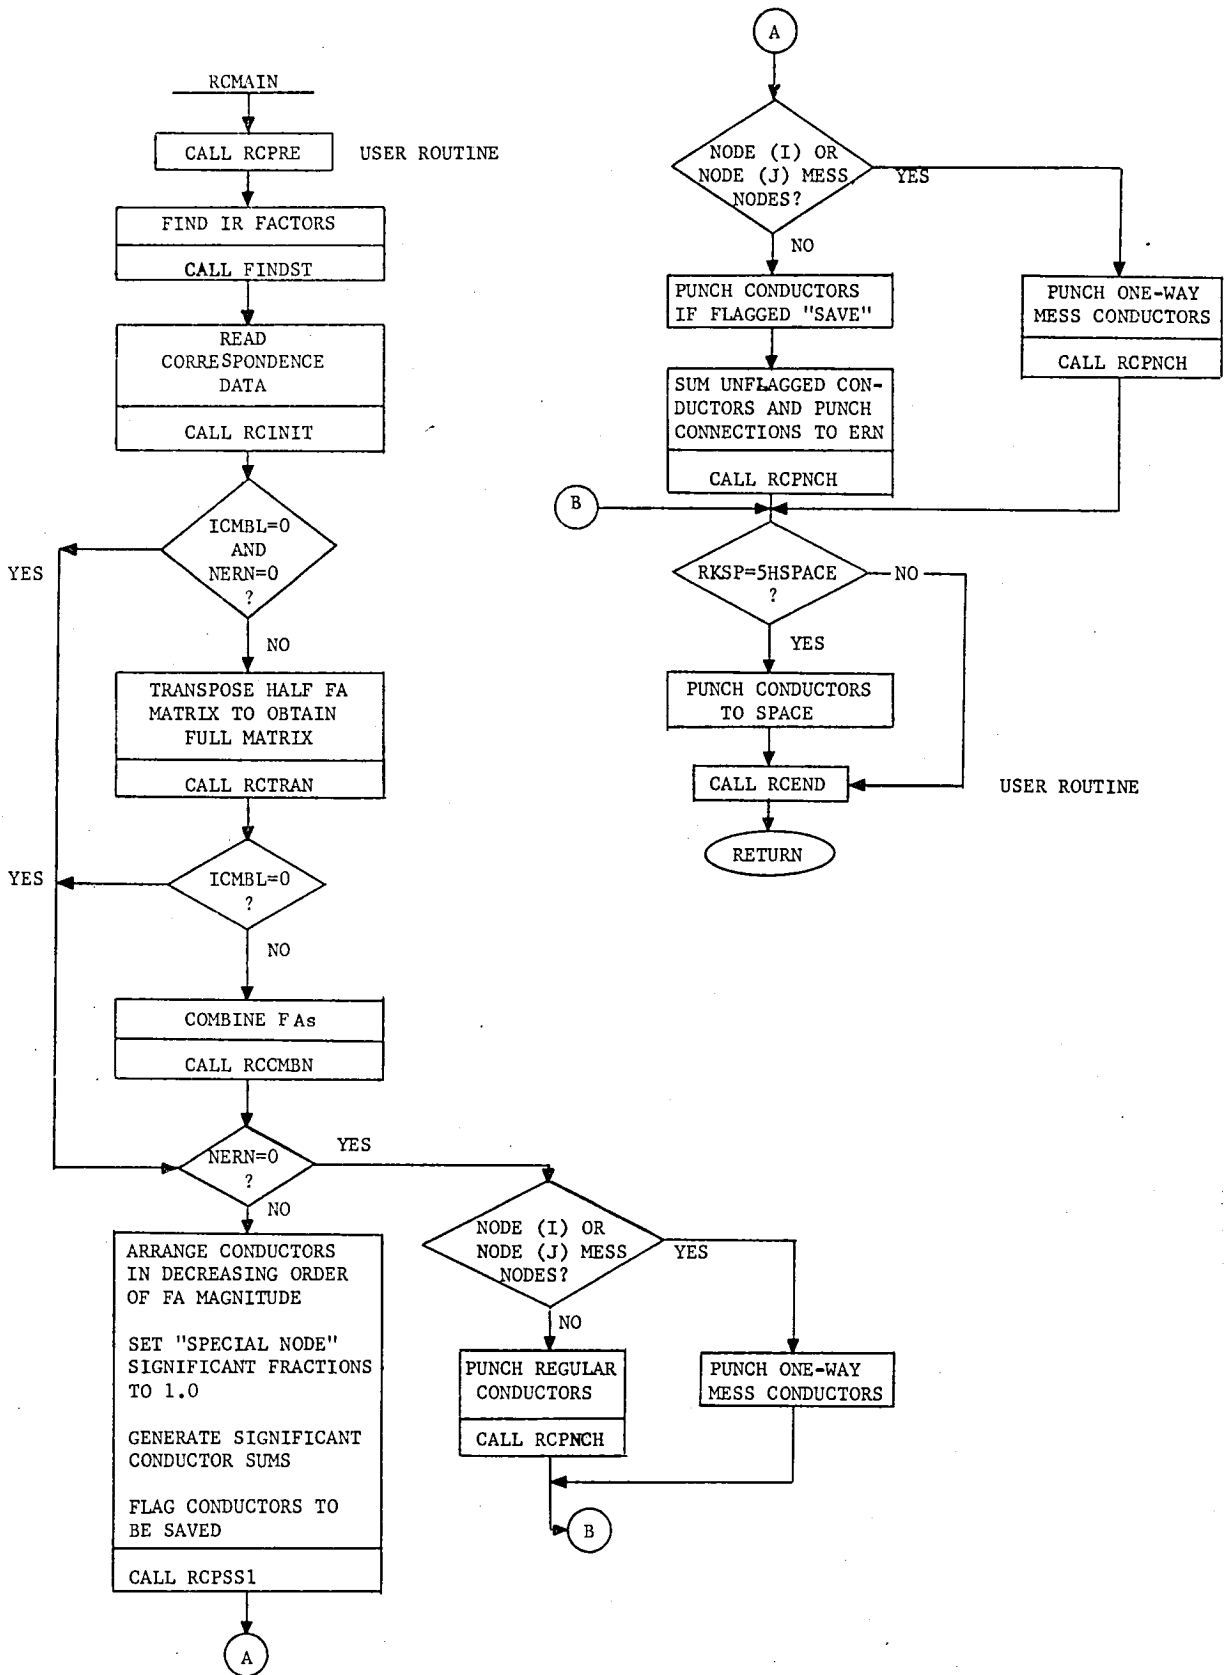 RCMAIN
CALL RCPRE
USER ROUTINE
FIND IR FACTORS
CALL FINDST
READ
CORRESPONDENCE
DATA
CALL RCINIT
ICMBL=0
AND
NERN=0
?
YES
NO
TRANSPOSE HALF FA
MATRIX TO OBTAIN
FULL MATRIX
CALL RCTRAN
ICMBL=0
?
YES
NO
COMBINE FAs
CALL RCCMBN
NERN=0
?
YES
NO
ARRANGE CONDUCTORS
IN DECREASING ORDER
OF FA MAGNITUDE
SET "SPECIAL NODE"
SIGNIFICANT FRACTIONS
TO 1.0
GENERATE SIGNIFICANT
CONDUCTOR SUMS
FLAG CONDUCTORS TO
BE SAVED
CALL RCPSS1
A
NODE (I) OR
NODE (J) MESS
NODES?
YES
NO
PUNCH REGULAR
CONDUCTORS
CALL RCPNCH
PUNCH ONE-WAY
MESS CONDUCTORS
B
A
NODE (I) OR
NODE (J) MESS
NODES?
YES
NO
PUNCH CONDUCTORS
IF FLAGGED "SAVE"
SUM UNFLAGGED CON-
DUCTORS AND PUNCH
CONNECTIONS TO ERN
CALL RCPNCH
PUNCH ONE-WAY
MESS CONDUCTORS
CALL RCPNCH
B
RKSP=5HSPACE
?
NO
YES
PUNCH CONDUCTORS
TO SPACE
CALL RCEND
USER ROUTINE
RETURN